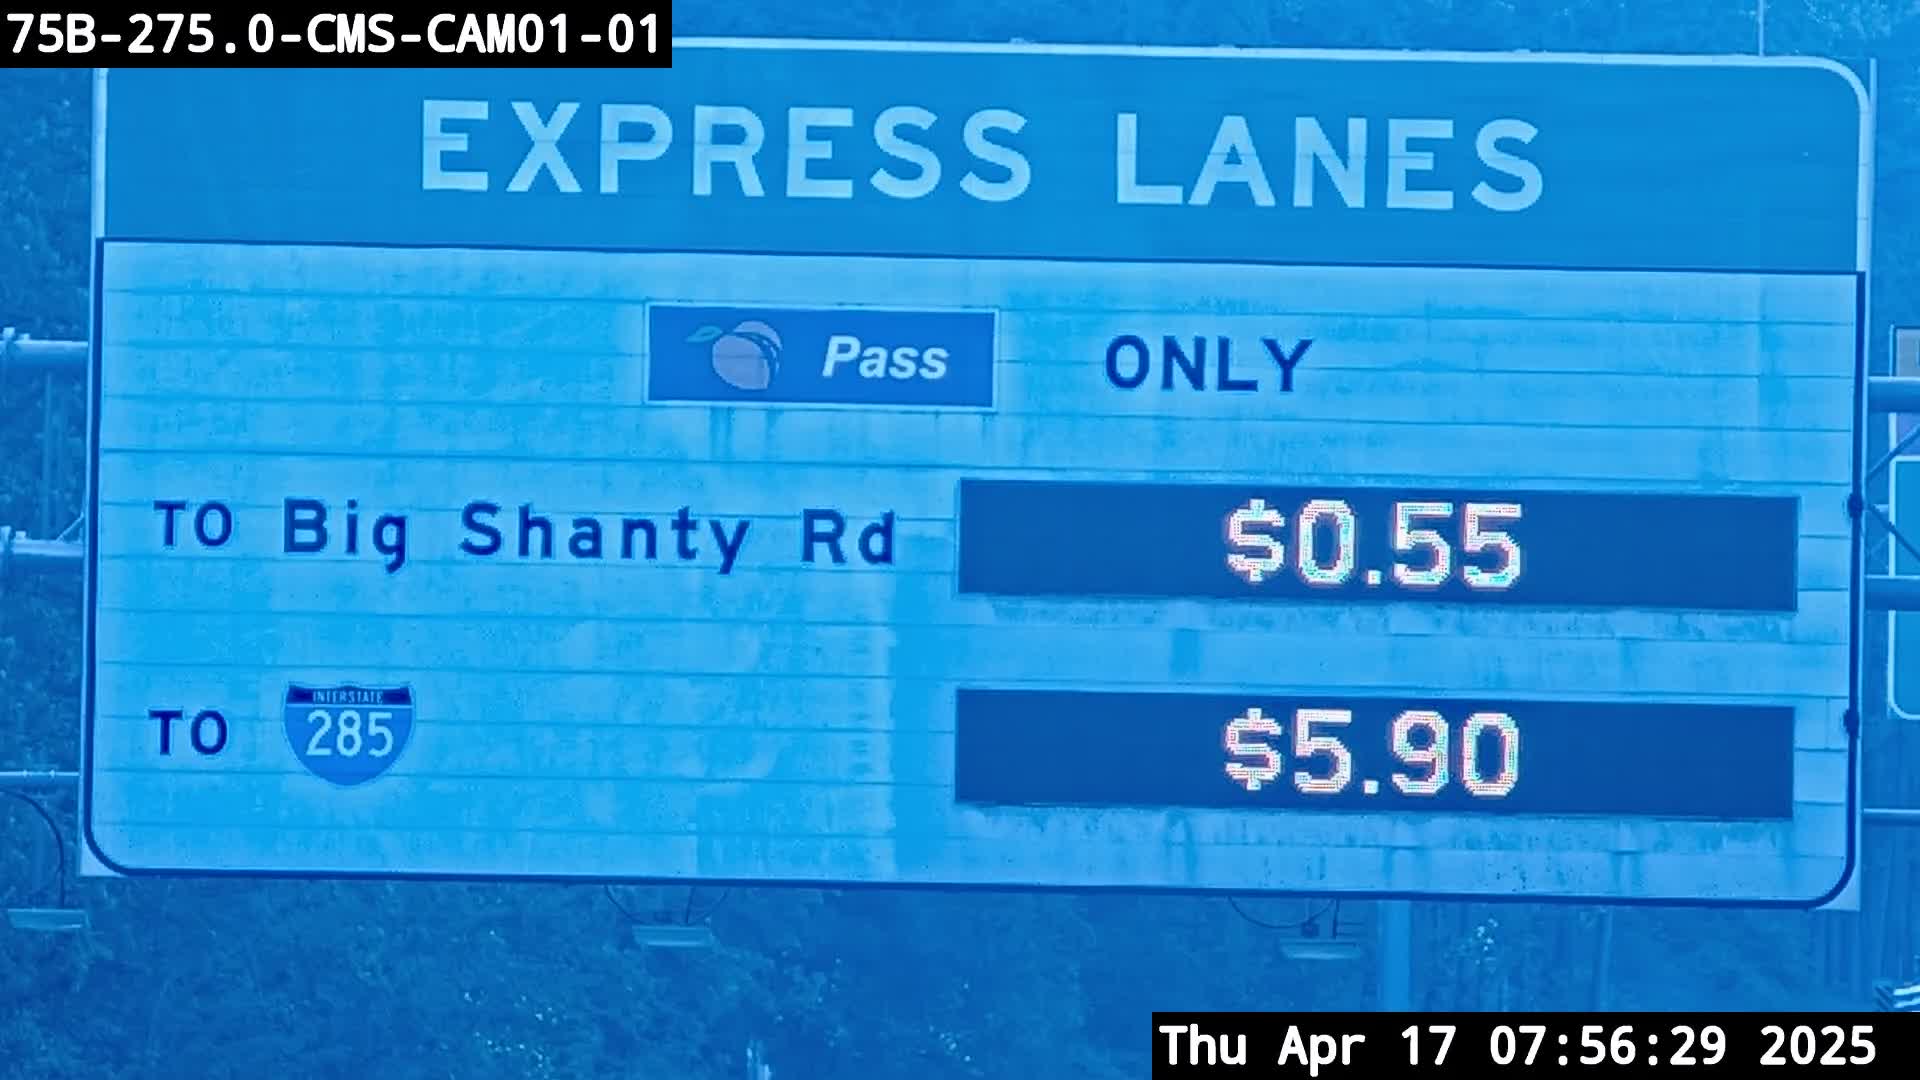 75B-275.0-CMS-CAM01-01
EXPRESS LANES
Pass ONLY
TO Big Shanty Rd $0.55
TO INTERSTATE 285 $5.90
Thu Apr 17 07:56:29 2025